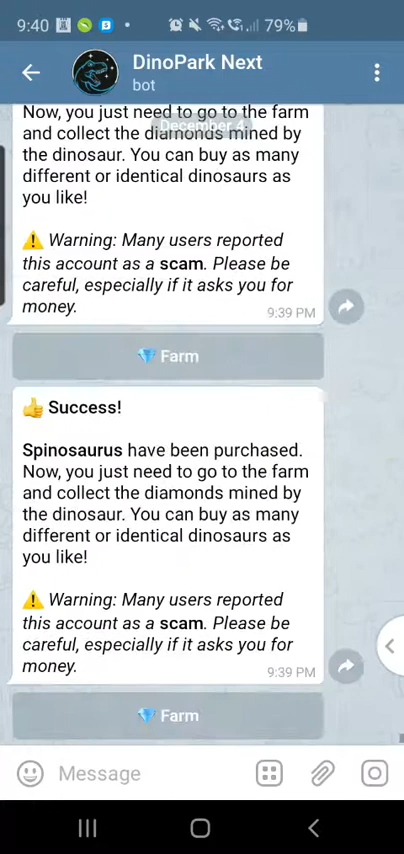 9:40
79%
DinoPark Next
bot
Now, you just need to go to the farm
December 4
and collect the diamonds mined by
the dinosaur. You can buy as many
different or identical dinosaurs as
you like!
Warning: Many users reported
this account as a scam. Please be
careful, especially if it asks you for
money.
9:39 PM
Farm
Success!
Spinosaurus have been purchased.
Now, you just need to go to the farm
and collect the diamonds mined by
the dinosaur. You can buy as many
different or identical dinosaurs as
you like!
Warning: Many users reported
this account as a scam. Please be
careful, especially if it asks you for
money.
9:39 PM
Farm
Message